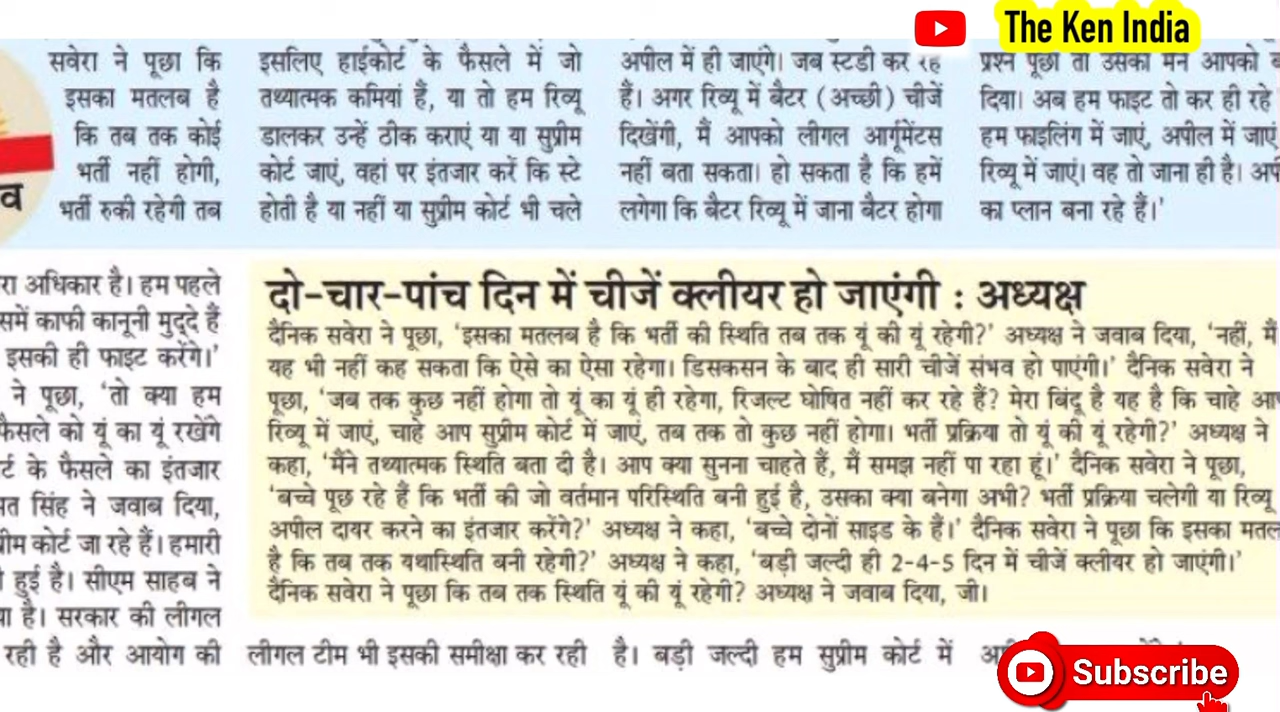 The Ken India
सवेरा ने पूछा कि
इसका मतलब है
कि तब तक कोई
भर्ती नहीं होगी,
भर्ती रुकी रहेगी तब
व
इसलिए हाईकोर्ट के फैसले में जो
तथ्यात्मक कमियां हैं, या तो हम रिव्यू
डालकर उन्हें ठीक कराएं या या सुप्रीम
कोर्ट जाएं, वहां पर इंतजार करें कि स्टे
होती है या नहीं या सुप्रीम कोर्ट भी चले
अपील में ही जाएंगे। जब स्टडी कर रहे
हैं। अगर रिव्यू में बैटर (अच्छी) चीजें
दिखेंगी, मैं आपको लीगल आर्गूमेंटस
नहीं बता सकता। हो सकता है कि हमें
लगेगा कि बैटर रिव्यू में जाना बैटर होगा
प्रश्न पूछा तो उसका मैंने आपको
दिया। अब हम फाइट तो कर ही रहे
हम फाइलिंग में जाएं, अपील में जाएं
रिव्यू में जाएं। वह तो जाना ही है।
का प्लान बना रहे हैं।'
रा अधिकार है। हम पहले
समें काफी कानूनी मुद्दे हैं
इसकी ही फाइट करेंगे।'
ने पूछा, 'तो क्या हम
फैसले को यूं का यूं रखेंगे
र्ट के फैसले का इंतजार
मत सिंह ने जवाब दिया,
प्रीम कोर्ट जा रहे हैं। हमारी
हुई है। सीएम साहब ने
या है। सरकार की लीगल
रही है और आयोग की
दो-चार-पांच दिन में चीजें क्लीयर हो जाएंगी : अध्यक्ष
दैनिक सवेरा ने पूछा, 'इसका मतलब है कि भर्ती की स्थिति तब तक यूं की यूं रहेगी?' अध्यक्ष ने जवाब दिया, 'नहीं, मैं
यह भी नहीं कह सकता कि ऐसे का ऐसा रहेगा। डिसकसन के बाद ही सारी चीजें संभव हो पाएंगी।' दैनिक सवेरा ने
पूछा, 'जब तक कुछ नहीं होगा तो यूं का यूं ही रहेगा, रिजल्ट घोषित नहीं कर रहे हैं? मेरा बिंदू है यह है कि चाहे आप
रिव्यू में जाएं, चाहे आप सुप्रीम कोर्ट में जाएं, तब तक तो कुछ नहीं होगा। भर्ती प्रक्रिया तो यूं की यूं रहेगी?' अध्यक्ष ने
कहा, 'मैंने तथ्यात्मक स्थिति बता दी है। आप क्या सुनना चाहते हैं, मैं समझ नहीं पा रहा हूं।' दैनिक सवेरा ने पूछा,
'बच्चे पूछ रहे हैं कि भर्ती की जो वर्तमान परिस्थिति बनी हुई है, उसका क्या बनेगा अभी? भर्ती प्रक्रिया चलेगी या रिव्यू
अपील दायर करने का इंतजार करेंगे?' अध्यक्ष ने कहा, 'बच्चे दोनों साइड के हैं।' दैनिक सवेरा ने पूछा कि इसका मतल
है कि तब तक यथास्थिति बनी रहेगी?' अध्यक्ष ने कहा, 'बड़ी जल्दी ही 2-4-5 दिन में चीजें क्लीयर हो जाएंगी।'
दैनिक सवेरा ने पूछा कि तब तक स्थिति यूं की यूं रहेगी? अध्यक्ष ने जवाब दिया, जी।
लीगल टीम भी इसकी समीक्षा कर रही
है। बड़ी जल्दी हम सुप्रीम कोर्ट में
Subscribe